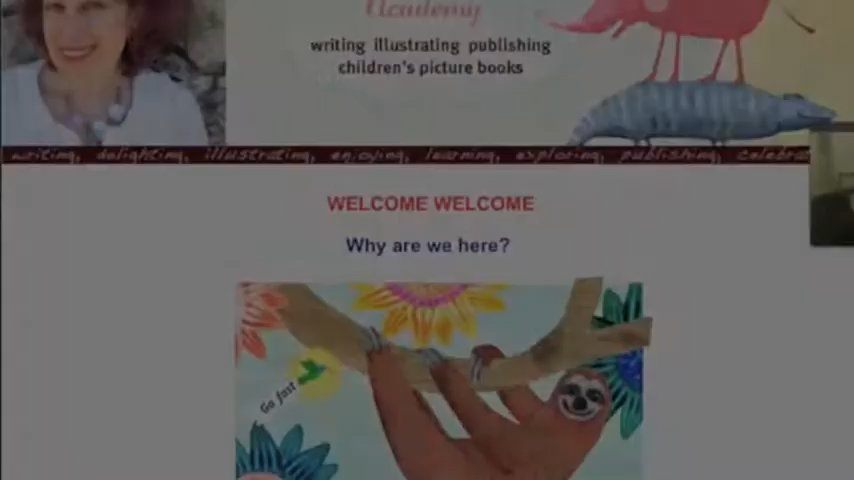 Academy
writing illustrating publishing
children's picture books
writing, delighting, illustrating, enjoying, learning, exploring, publishing, celebra
WELCOME WELCOME
Why are we here?
Go fast